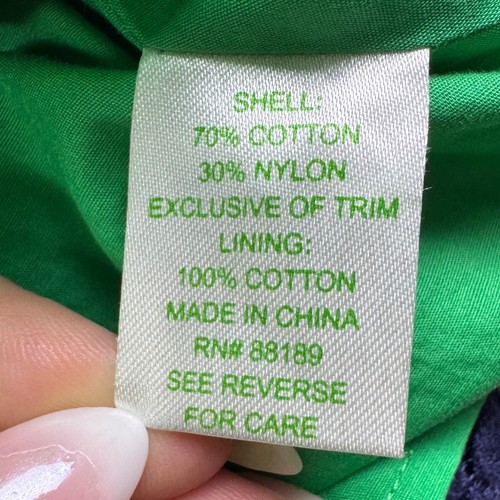 SHELL:
70% COTTON
30% NYLON
EXCLUSIVE OF TRIM
LINING:
100% COTTON
MADE IN CHINA
RN# 88189
SEE REVERSE
FOR CARE